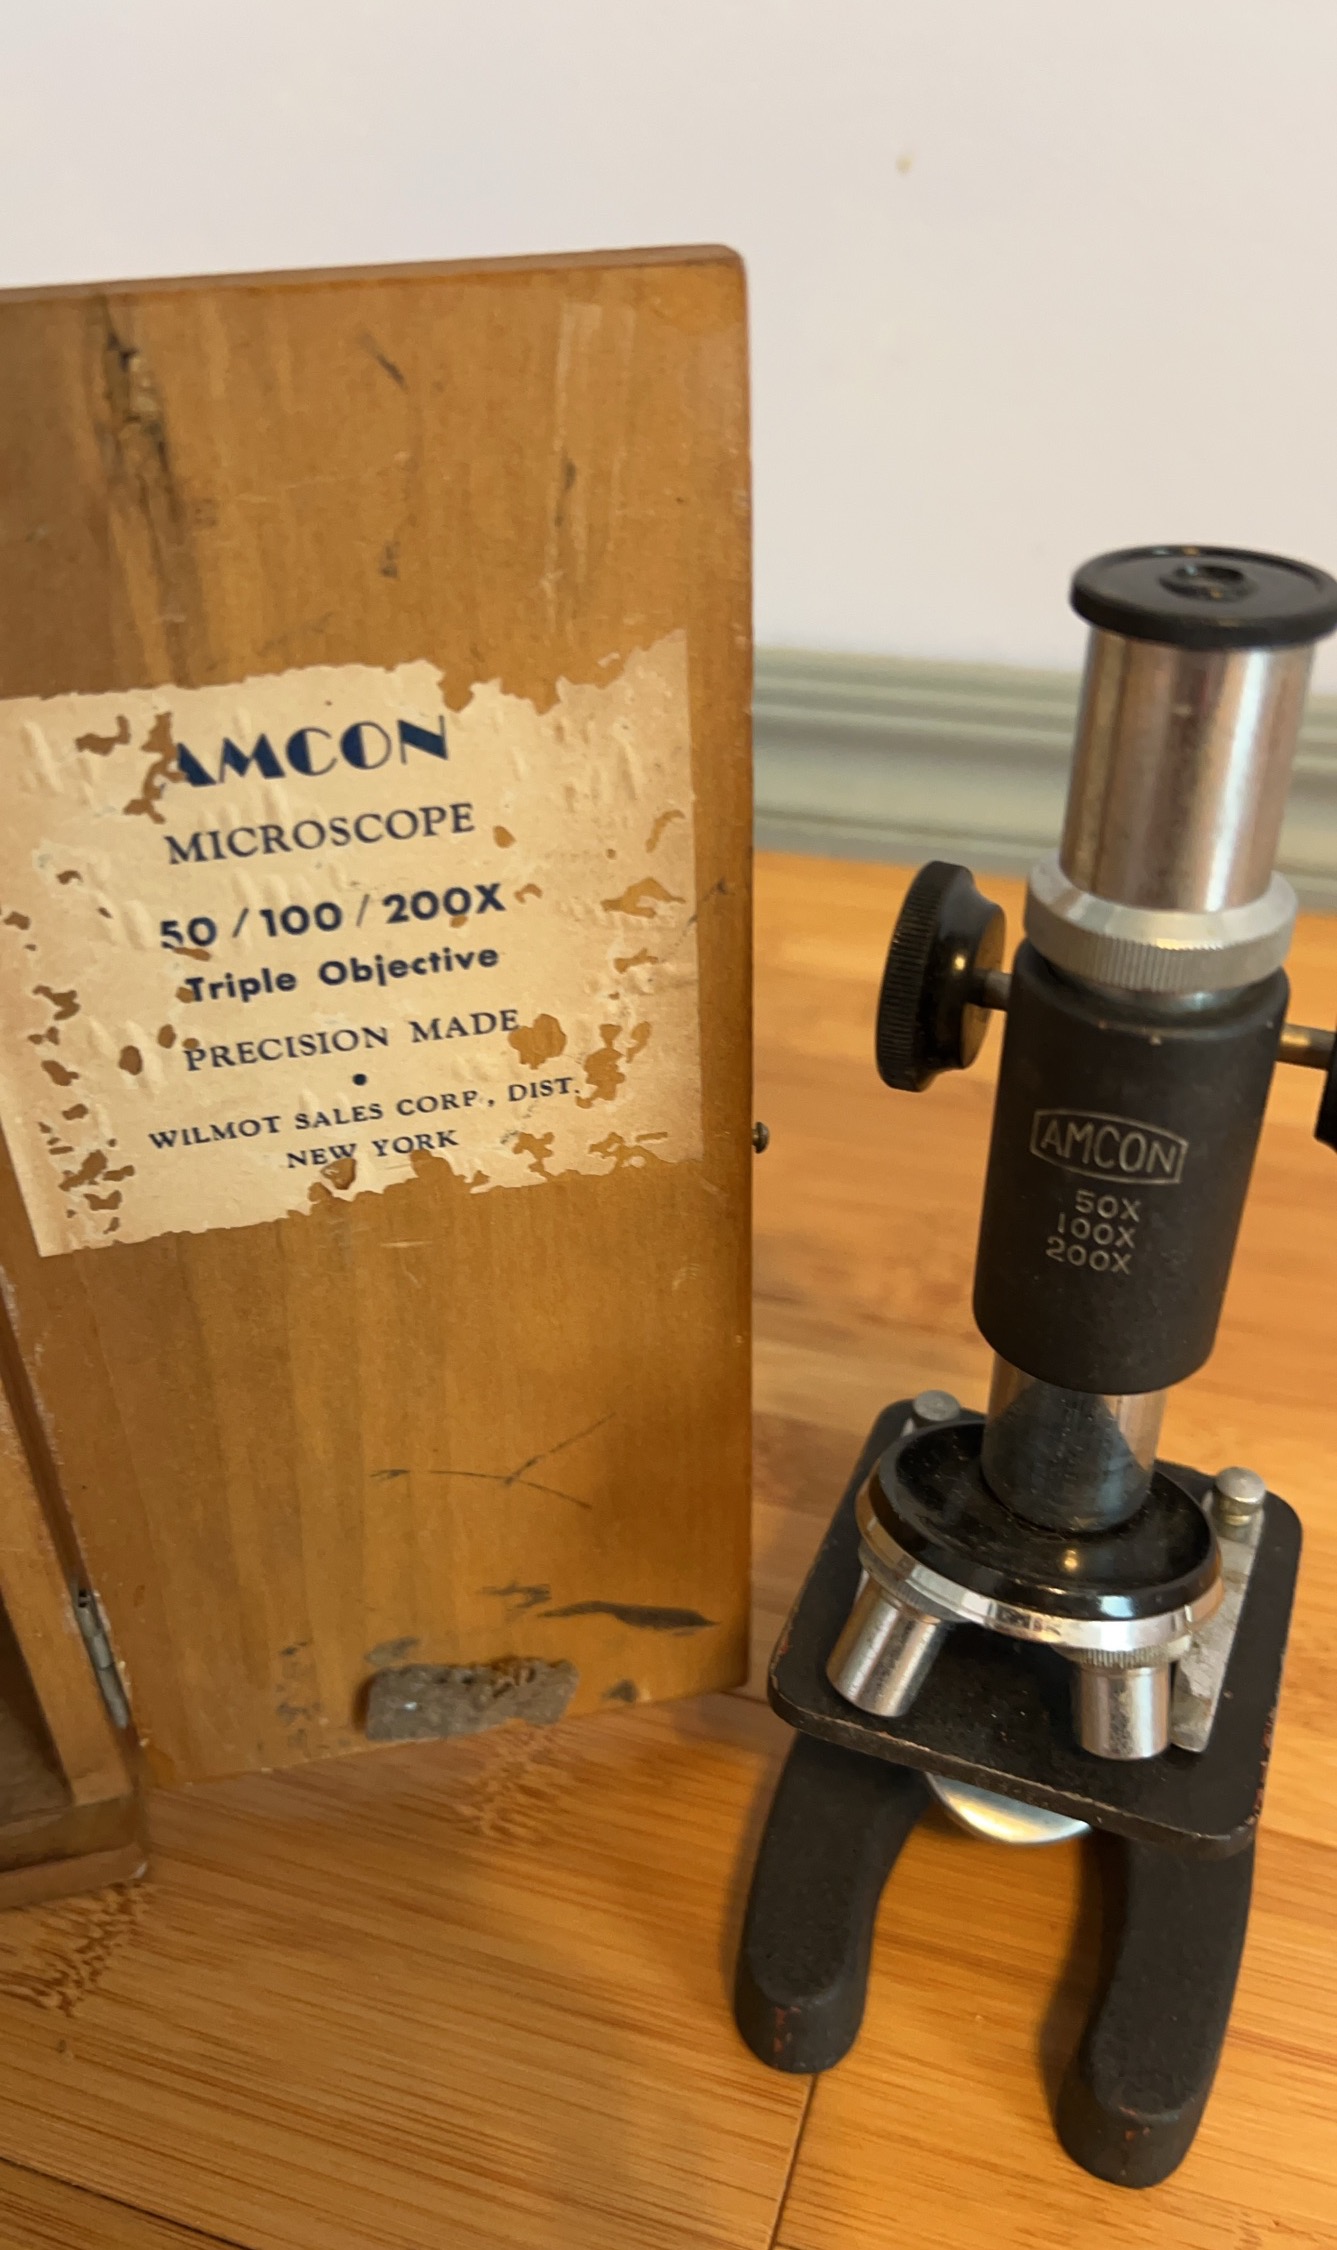 AMCON
MICROSCOPE
50 / 100 / 200X
Triple Objective
PRECISION MADE
•
WILMOT SALES CORP., DIST.
NEW YORK
AMCON
50X
100X
200X